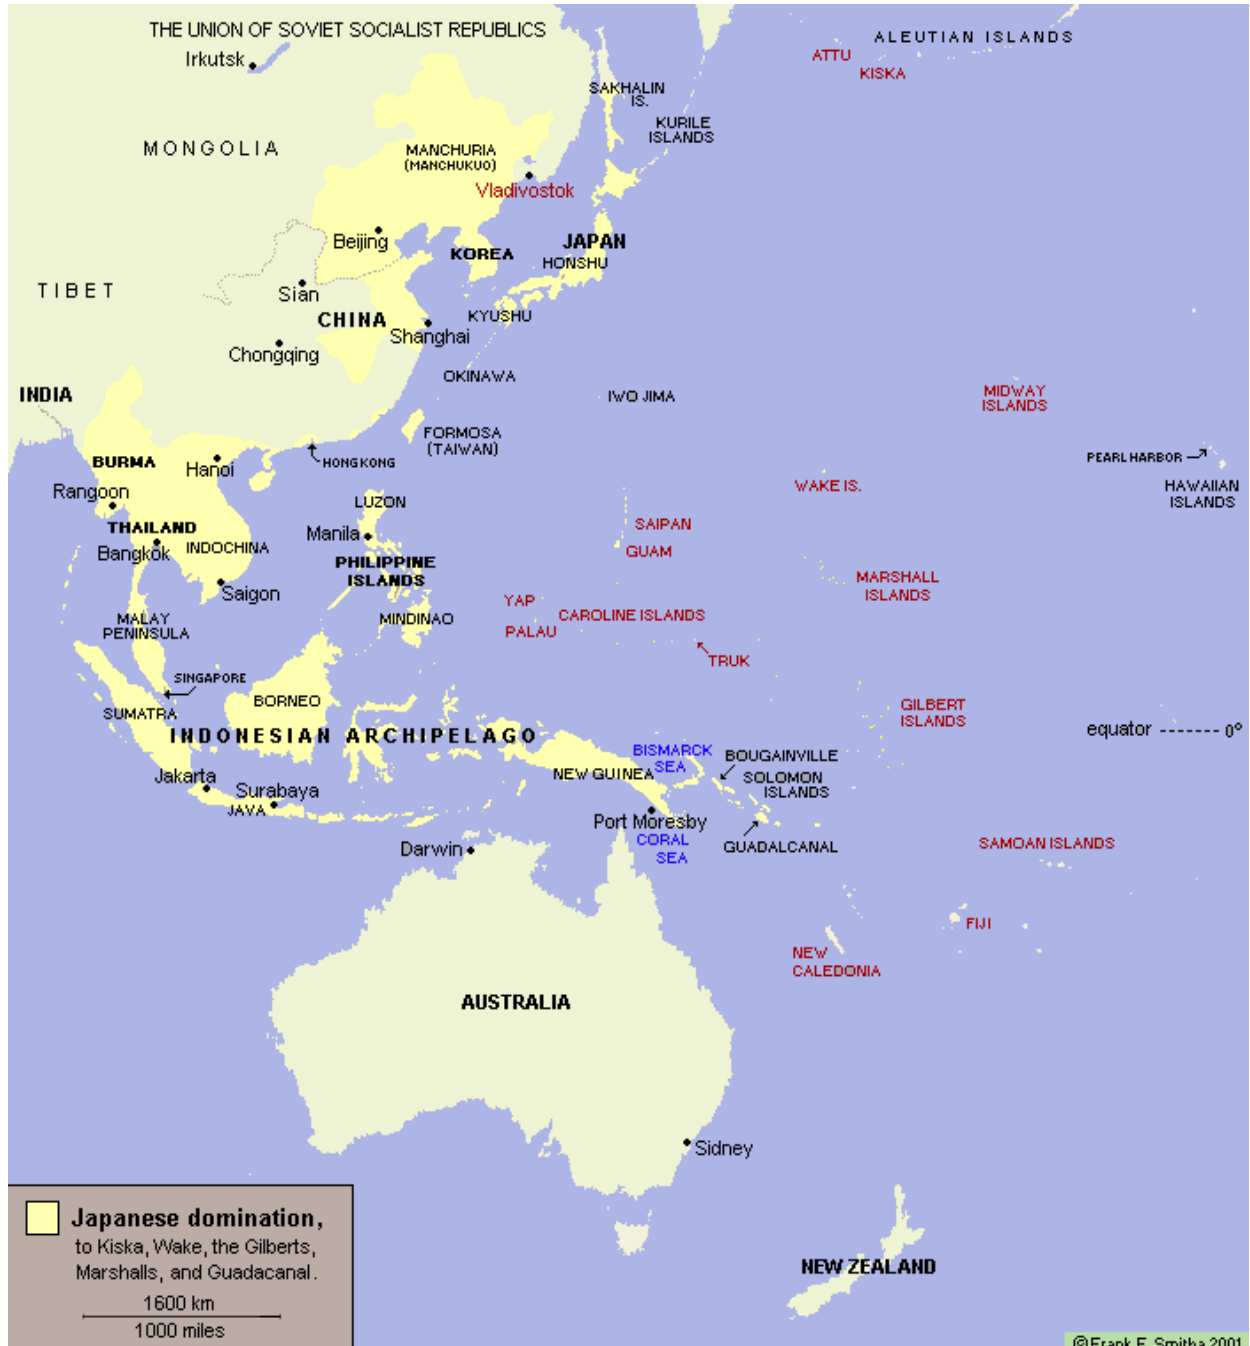 THE UNION OF SOVIET SOCIALIST REPUBLICS
Irkutsk
ALEUTIAN ISLANDS
ATTU
KISKA
SAKHALIN
IS.
KURILE
ISLANDS
MONGOLIA
MANCHURIA
(MANCHUKUO)
Vladivostok
Beijing
KOREA
JAPAN
HONSHU
TIBET
Sian
CHINA
KYUSHU
Shanghai
Chongqing
OKINAWA
INDIA
IWO JIMA
MIDWAY
ISLANDS
FORMOSA
(TAIWAN)
BURMA
Hanoi
HONGKONG
PEARL HARBOR
HAWAIIAN
ISLANDS
Rangoon
LUZON
WAKE IS.
THAILAND
Manila
SAIPAN
Bangkok
INDOCHINA
GUAM
PHILIPPINE
ISLANDS
MARSHALL
ISLANDS
Saigon
YAP
CAROLINE ISLANDS
MALAY
PENINSULA
MINDINAO
PALAU
TRUK
SINGAPORE
BORNEO
SUMATRA
GILBERT
ISLANDS
INDONESIAN ARCHIPELAGO
equator ------- 0º
BISMARCK
SEA
BOUGAINVILLE
NEW GUINEA
SOLOMON
ISLANDS
Jakarta
Surabaya
JAVA
Port Moresby
CORAL
SEA
GUADALCANAL
SAMOAN ISLANDS
Darwin
FIJI
NEW
CALEDONIA
AUSTRALIA
Sidney
NEW ZEALAND
Japanese domination,
to Kiska, Wake, the Gilberts,
Marshalls, and Guadacanal.
1600 km
1000 miles
©Frank E. Smitha 2001